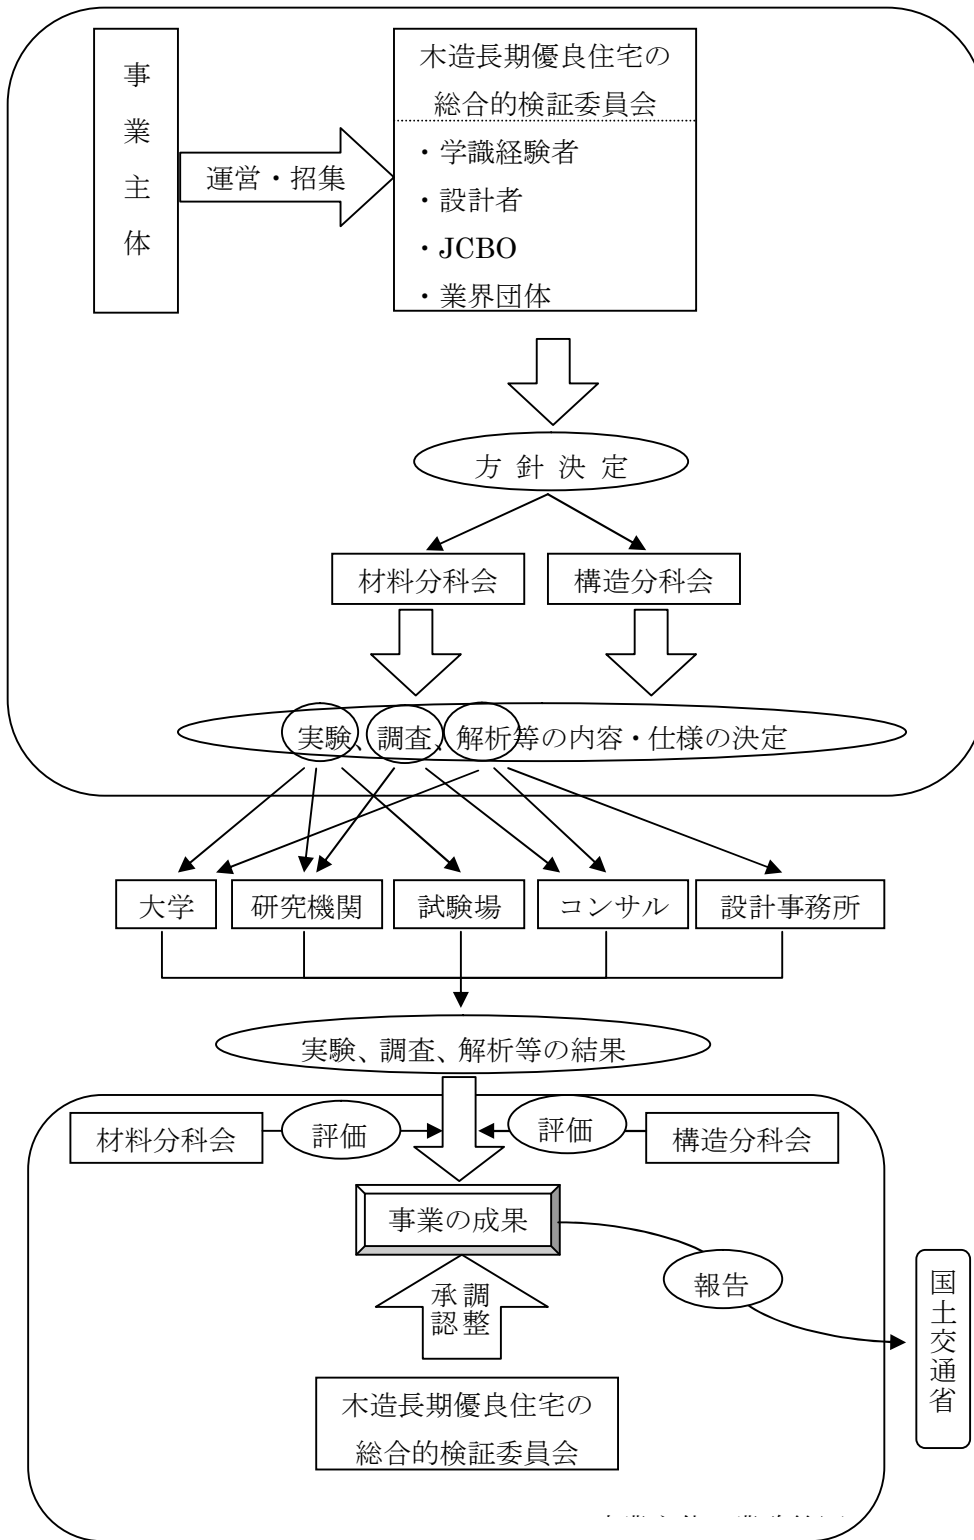 事業主体
運営・招集
木造長期優良住宅の
総合的検証委員会
・学識経験者
・設計者
・JCBO
・業界団体
方 針 決 定
材料分科会
構造分科会
実験、調査、解析等の内容・仕様の決定
大学
研究機関
試験場
コンサル
設計事務所
実験、調査、解析等の結果
材料分科会
評価
評価
構造分科会
事業の成果
報告
国土交通省
調整
承認
木造長期優良住宅の
総合的検証委員会